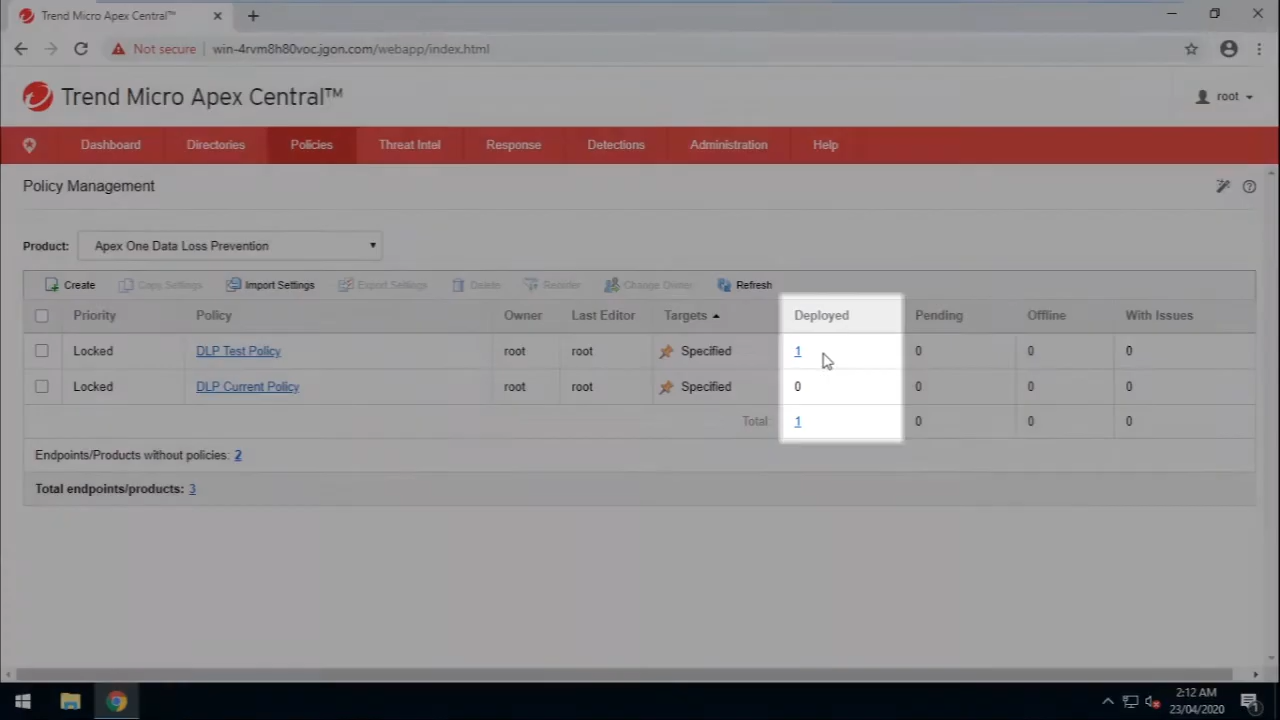 Trend Micro Apex Central™
Not secure win-4rvm8h80voc.jgon.com/webapp/index.html
Trend Micro Apex Central™ root
Dashboard Directories Policies Threat Intel Response Detections Administration Help
Policy Management
Product: Apex One Data Loss Prevention
Create Copy Settings Import Settings Export Settings Delete Reorder Change Owner Refresh
Priority Policy Owner Last Editor Targets Deployed Pending Offline With Issues
Locked DLP Test Policy root root Specified 1 0 0 0
Locked DLP Current Policy root root Specified 0 0 0 0
Total: 1 0 0 0
Endpoints/Products without policies: 2
Total endpoints/products: 3
2:12 AM
23/04/2020
1